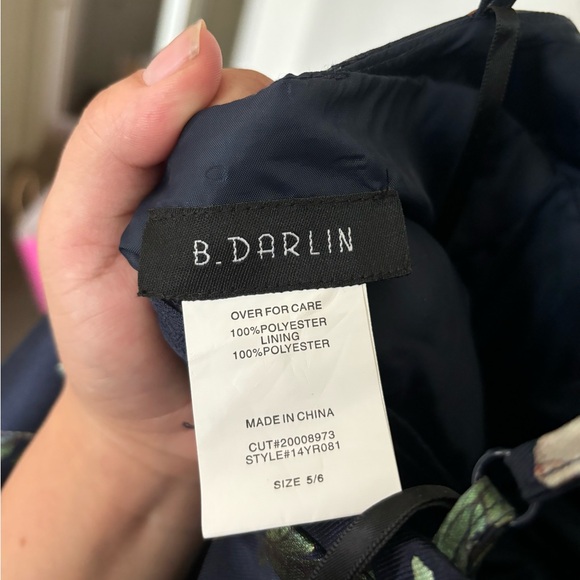 B. DARLIN
OVER FOR CARE
100%POLYESTER
LINING
100%POLYESTER
MADE IN CHINA
CUT#20008973
STYLE#14YR081
SIZE 5/6